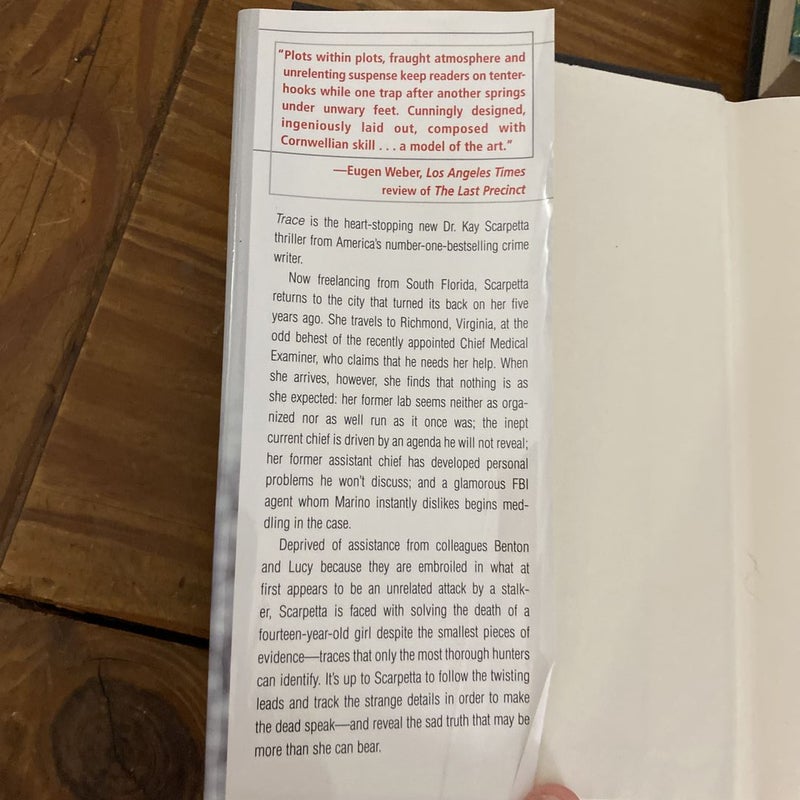 "Plots within plots, fraught atmosphere and
unrelenting suspense keep readers on tenter-
hooks while one trap after another springs
under unwary feet. Cunningly designed,
ingeniously laid out, composed with
Cornwellian skill . . . a model of the art."
—Eugen Weber, Los Angeles Times
review of The Last Precinct
Trace is the heart-stopping new Dr. Kay Scarpetta
thriller from America's number-one-bestselling crime
writer.
Now freelancing from South Florida, Scarpetta
returns to the city that turned its back on her five
years ago. She travels to Richmond, Virginia, at the
odd behest of the recently appointed Chief Medical
Examiner, who claims that he needs her help. When
she arrives, however, she finds that nothing is as
she expected: her former lab seems neither as orga-
nized nor as well run as it once was; the inept
current chief is driven by an agenda he will not reveal;
her former assistant chief has developed personal
problems he won't discuss; and a glamorous FBI
agent whom Marino instantly dislikes begins med-
dling in the case.
Deprived of assistance from colleagues Benton
and Lucy because they are embroiled in what at
first appears to be an unrelated attack by a stalk-
er, Scarpetta is faced with solving the death of a
fourteen-year-old girl despite the smallest pieces of
evidence—traces that only the most thorough hunters
can identify. It's up to Scarpetta to follow the twisting
leads and track the strange details in order to make
the dead speak—and reveal the sad truth that may be
more than she can bear.